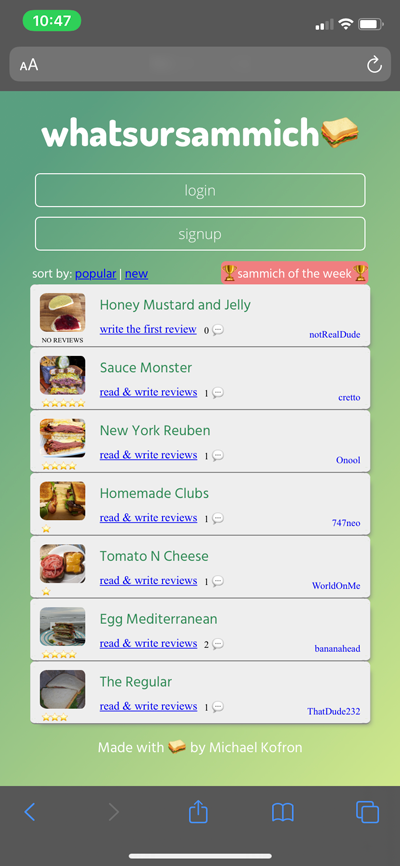 10:47
AA
whatsursammich
login
signup
sort by: popular | new
sammich of the week
Honey Mustard and Jelly
write the first review 0
notRealDude
NO REVIEWS
Sauce Monster
read & write reviews 1
cretto
New York Reuben
read & write reviews 1
Onool
Homemade Clubs
read & write reviews 1
747neo
Tomato N Cheese
read & write reviews 1
WorldOnMe
Egg Mediterranean
read & write reviews 2
bananahead
The Regular
read & write reviews 1
ThatDude232
Made with 🥪 by Michael Kofron